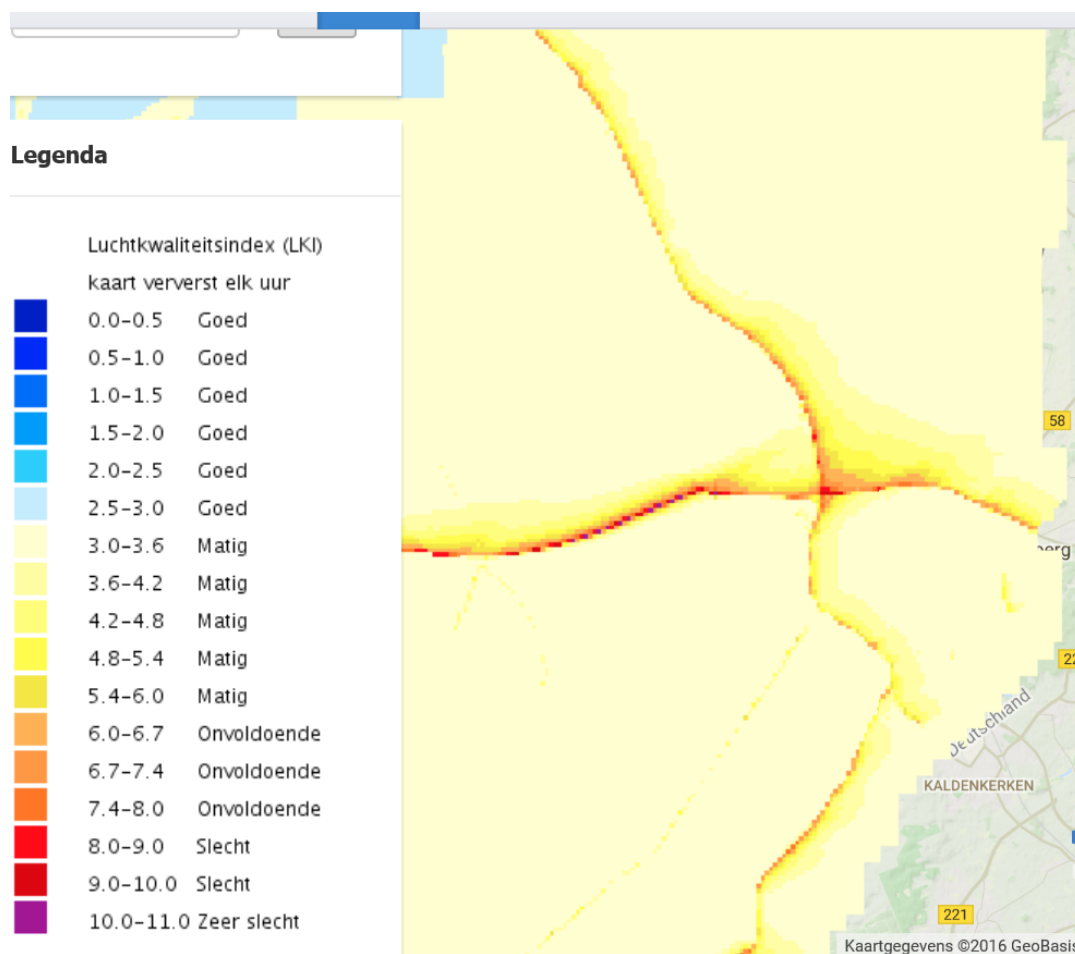 Legenda
Luchtkwaliteitsindex (LKI)
kaart ververst elk uur
0.0-0.5 Goed
0.5-1.0 Goed
1.0-1.5 Goed
1.5-2.0 Goed
2.0-2.5 Goed
2.5-3.0 Goed
3.0-3.6 Matig
3.6-4.2 Matig
4.2-4.8 Matig
4.8-5.4 Matig
5.4-6.0 Matig
6.0-6.7 Onvoldoende
6.7-7.4 Onvoldoende
7.4-8.0 Onvoldoende
8.0-9.0 Slecht
9.0-10.0 Slecht
10.0-11.0 Zeer slecht
58
Deutschland
KALDENKERKEN
221
Kaartgegevens ©2016 GeoBasis